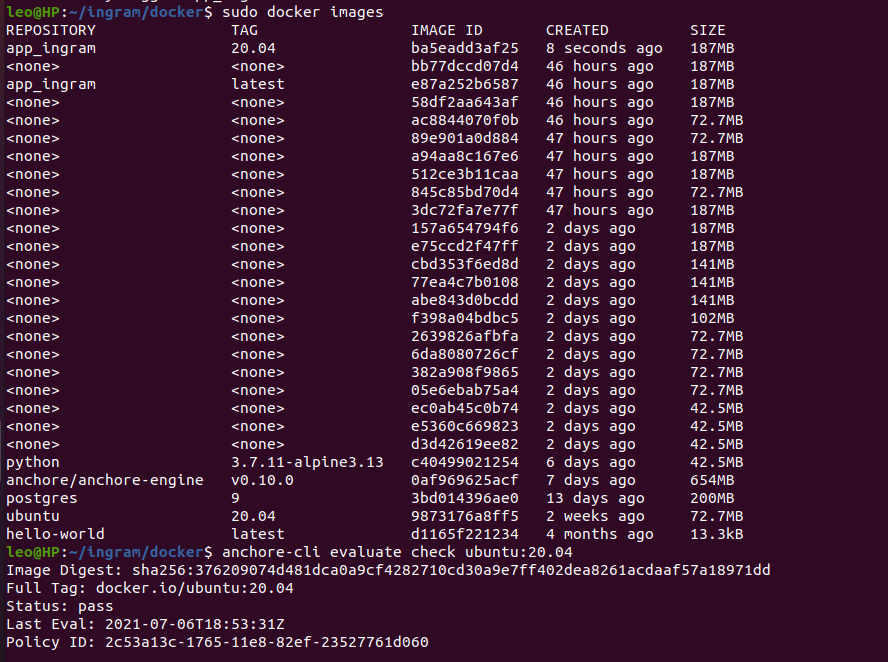 leo@HP:~/ingram/docker$ sudo docker images
REPOSITORY TAG IMAGE ID CREATED SIZE
app_ingram 20.04 ba5eadd3af25 8 seconds ago 187MB
<none> <none> bb77dccd07d4 46 hours ago 187MB
app_ingram latest e87a252b6587 46 hours ago 187MB
<none> <none> 58df2aa643af 46 hours ago 187MB
<none> <none> ac8844070f0b 46 hours ago 72.7MB
<none> <none> 89e901a0d884 47 hours ago 72.7MB
<none> <none> a94aa8c167e6 47 hours ago 187MB
<none> <none> 512ce3b11caa 47 hours ago 187MB
<none> <none> 845c85bd70d4 47 hours ago 72.7MB
<none> <none> 3dc72fa7e77f 47 hours ago 187MB
<none> <none> 157a654794f6 2 days ago 187MB
<none> <none> e75ccd2f47ff 2 days ago 187MB
<none> <none> cbd353f6ed8d 2 days ago 141MB
<none> <none> 77ea4c7b0108 2 days ago 141MB
<none> <none> abe843d0bcdd 2 days ago 141MB
<none> <none> f398a04bdbc5 2 days ago 102MB
<none> <none> 2639826afbfa 2 days ago 72.7MB
<none> <none> 6da8080726cf 2 days ago 72.7MB
<none> <none> 382a908f9865 2 days ago 72.7MB
<none> <none> 05e6ebab75a4 2 days ago 72.7MB
<none> <none> ec0ab45c0b74 2 days ago 42.5MB
<none> <none> e5360c669823 2 days ago 42.5MB
<none> <none> d3d42619ee82 2 days ago 42.5MB
python 3.7.11-alpine3.13 c40499021254 6 days ago 42.5MB
anchore/anchore-engine v0.10.0 0af969625acf 7 days ago 654MB
postgres 9 3bd014396ae0 13 days ago 200MB
ubuntu 20.04 9873176a8ff5 2 weeks ago 72.7MB
hello-world latest d1165f221234 4 months ago 13.3kB
leo@HP:~/ingram/docker$ anchore-cli evaluate check ubuntu:20.04
Image Digest: sha256:376209074d481dca0a9cf4282710cd30a9e7ff402dea8261acdaaf57a18971dd
Full Tag: docker.io/ubuntu:20.04
Status: pass
Last Eval: 2021-07-06T18:53:31Z
Policy ID: 2c53a13c-1765-11e8-82ef-23527761d060